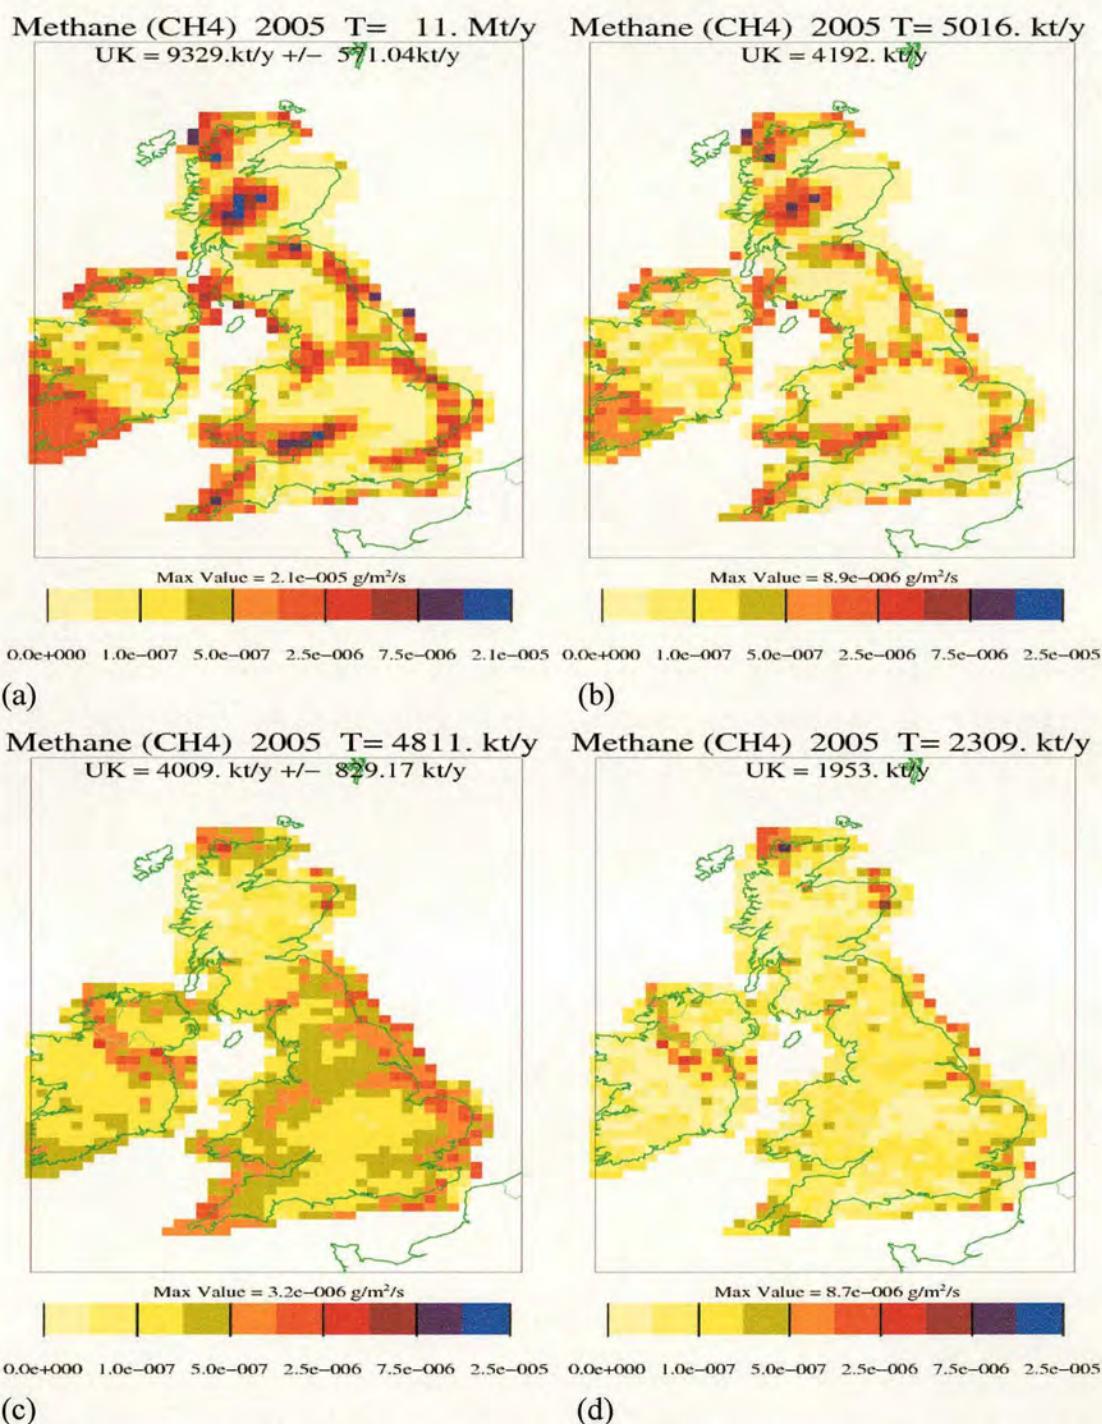 Methane (CH4) 2005 T= 11. Mt/y
UK = 9329.kt/y +/− 571.04kt/y
Max Value = 2.1e−005 g/m²/s
0.0e+000 1.0e−007 5.0e−007 2.5e−006 7.5e−006 2.1e−005
(a)
Methane (CH4) 2005 T= 5016. kt/y
UK = 4192. kt/y
Max Value = 8.9e−006 g/m²/s
0.0e+000 1.0e−007 5.0e−007 2.5e−006 7.5e−006 2.5e−005
(b)
Methane (CH4) 2005 T= 4811. kt/y
UK = 4009. kt/y +/− 829.17 kt/y
Max Value = 3.2e−006 g/m²/s
0.0e+000 1.0e−007 5.0e−007 2.5e−006 7.5e−006 2.5e−005
(c)
Methane (CH4) 2005 T= 2309. kt/y
UK = 1953. kt/y
Max Value = 8.7e−006 g/m²/s
0.0e+000 1.0e−007 5.0e−007 2.5e−006 7.5e−006 2.5e−005
(d)